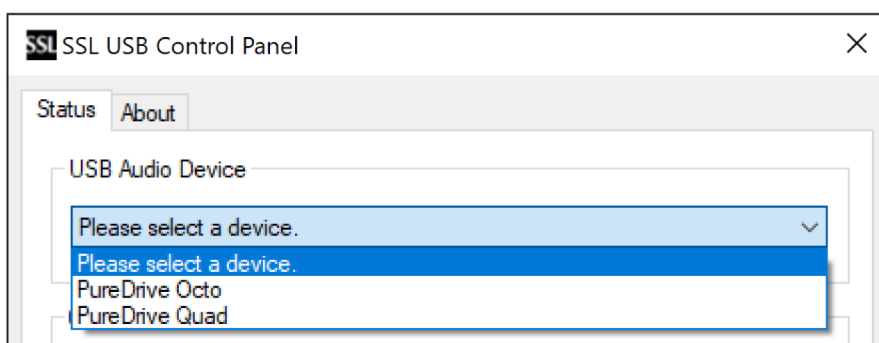 SSL SSL USB Control Panel
Status About
USB Audio Device
Please select a device.
Please select a device.
PureDrive Octo
PureDrive Quad